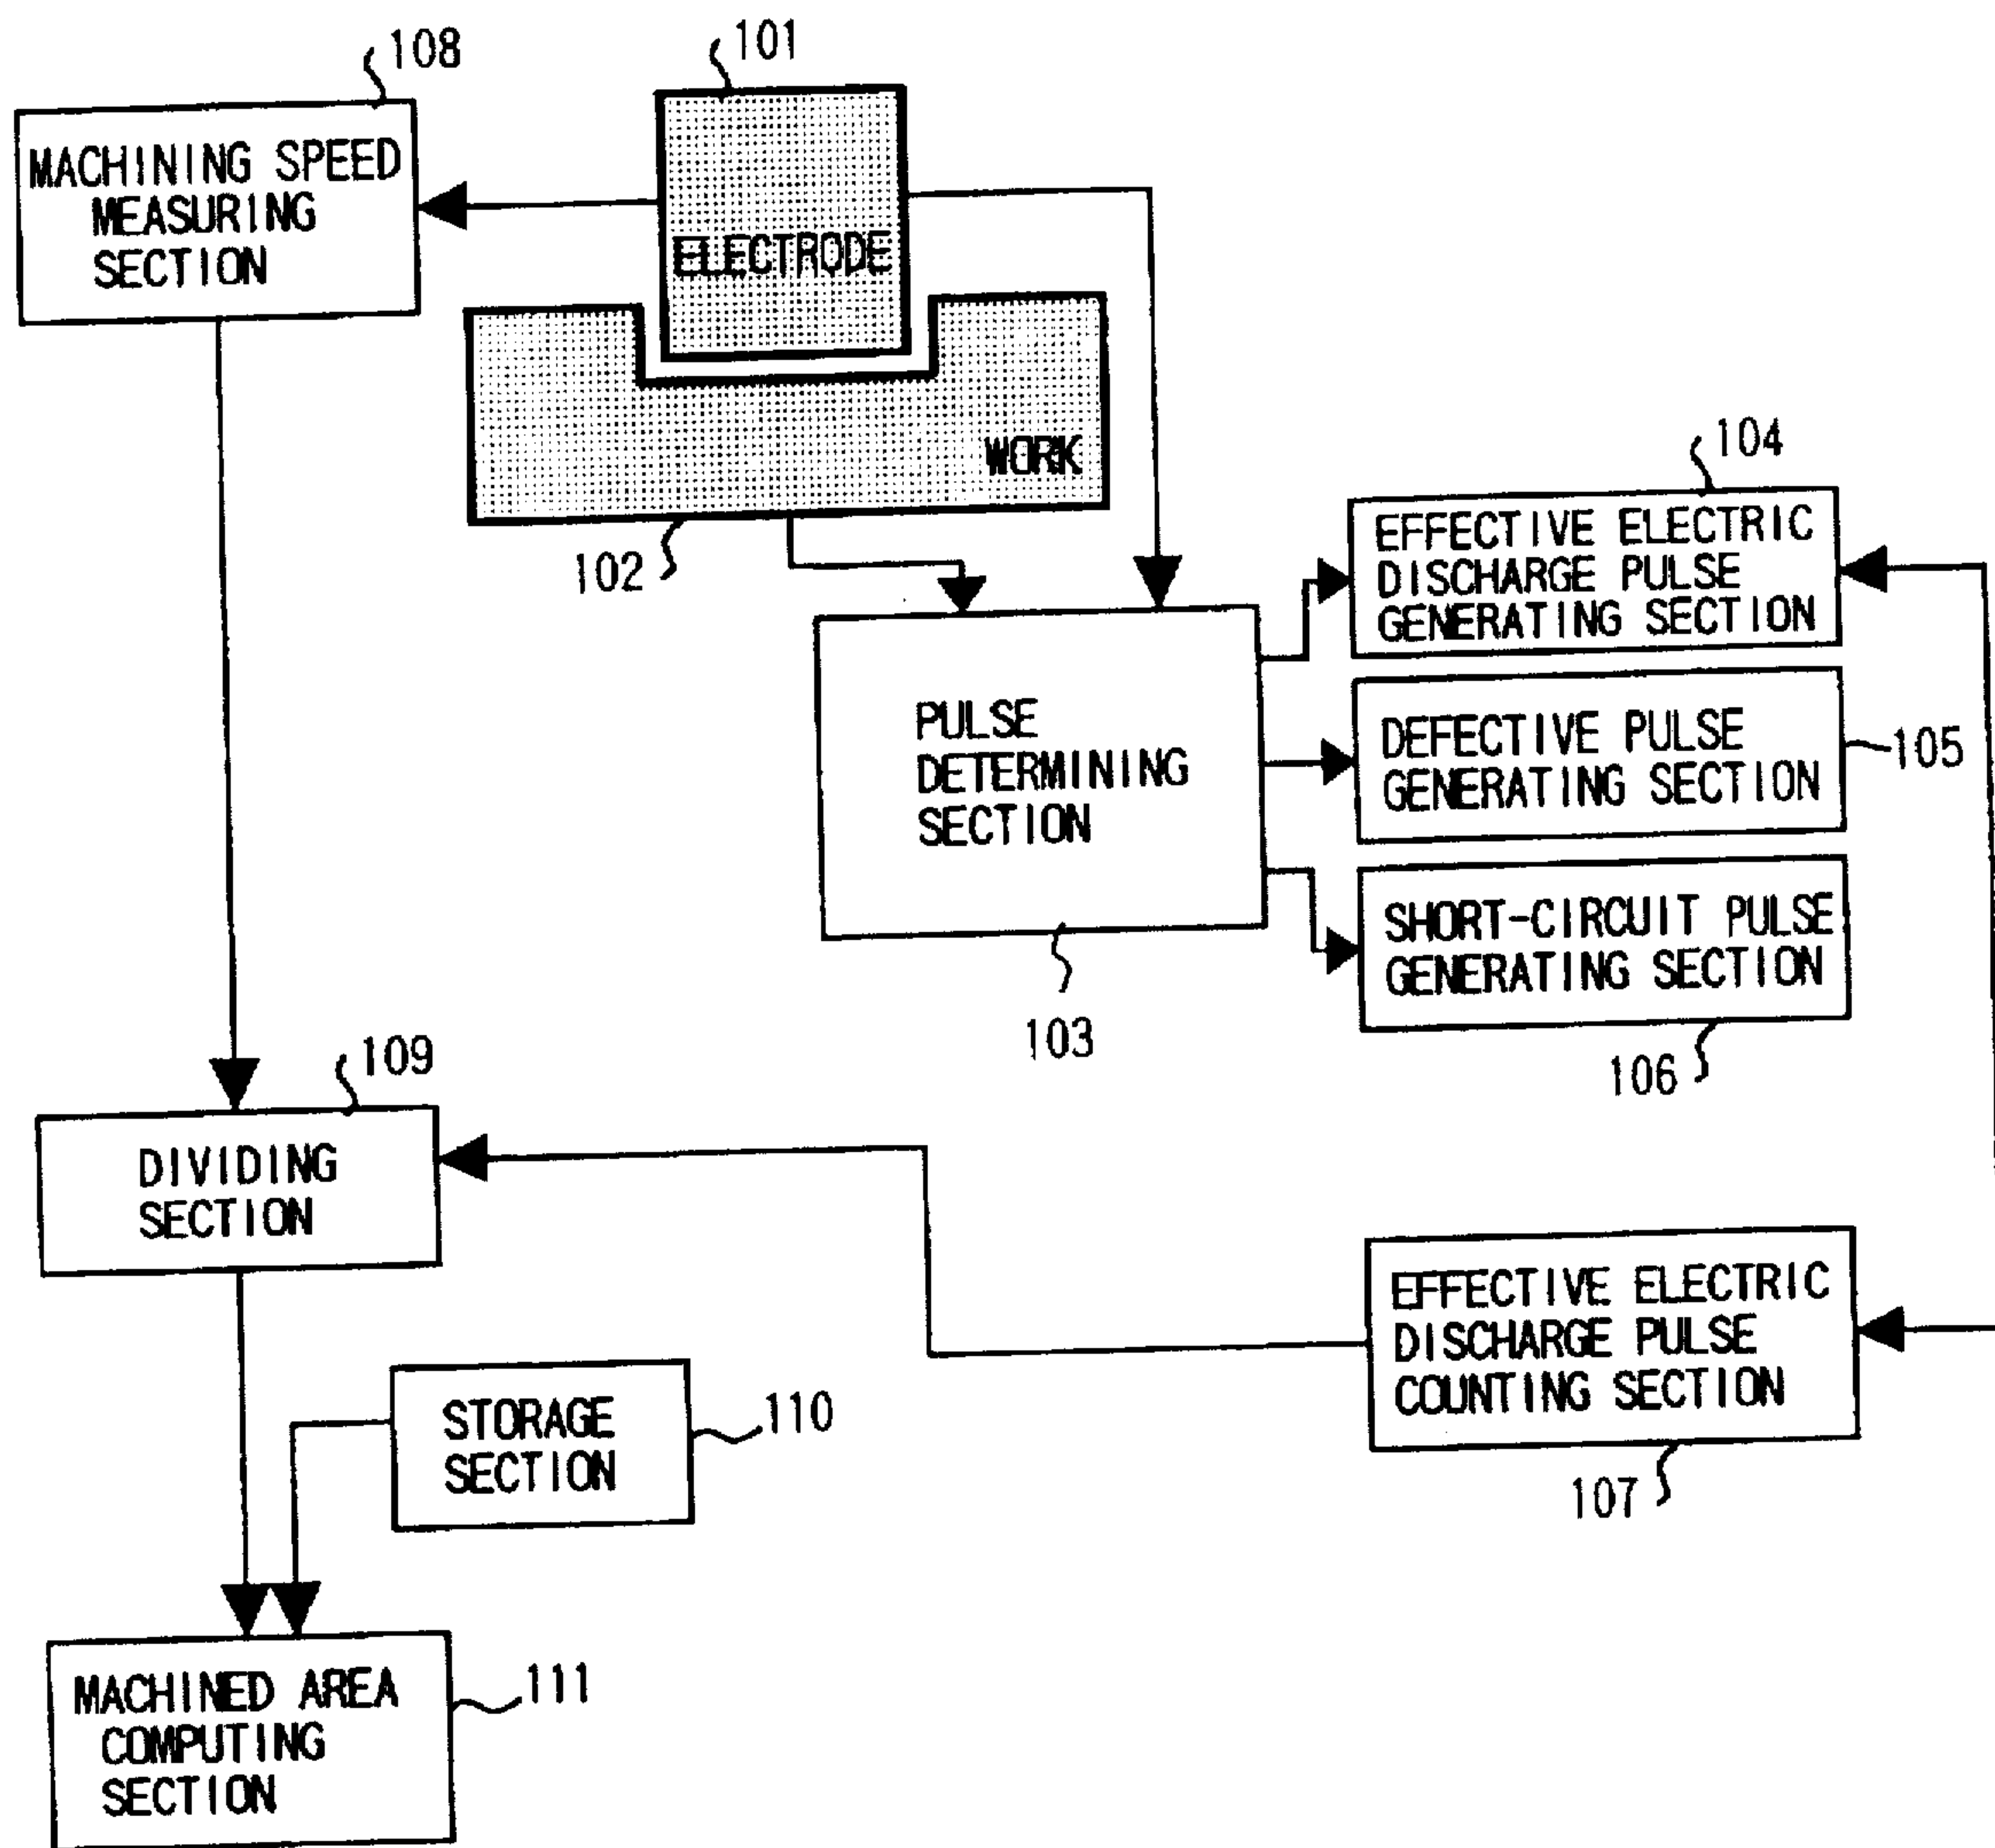 108
101
MACHINING SPEED
MEASURING
SECTION
ELECTRODE
WORK
102
104
EFFECTIVE ELECTRIC
DISCHARGE PULSE
GENERATING SECTION
PULSE
DETERMINING
SECTION
103
DEFECTIVE PULSE
GENERATING SECTION
105
SHORT-CIRCUIT PULSE
GENERATING SECTION
106
109
DIVIDING
SECTION
EFFECTIVE ELECTRIC
DISCHARGE PULSE
COUNTING SECTION
107
STORAGE
SECTION
110
MACHINED AREA
COMPUTING
SECTION
111